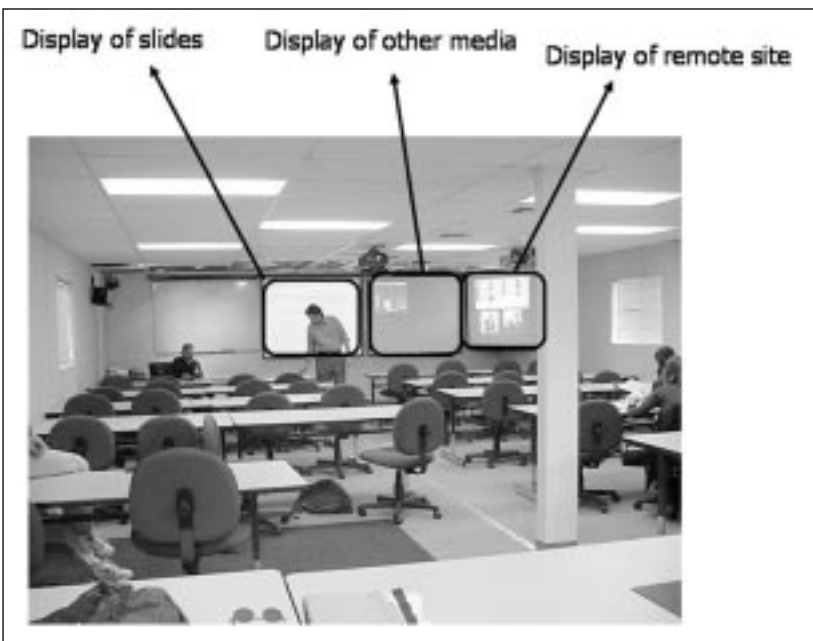 Display of slides
Display of other media
Display of remote site